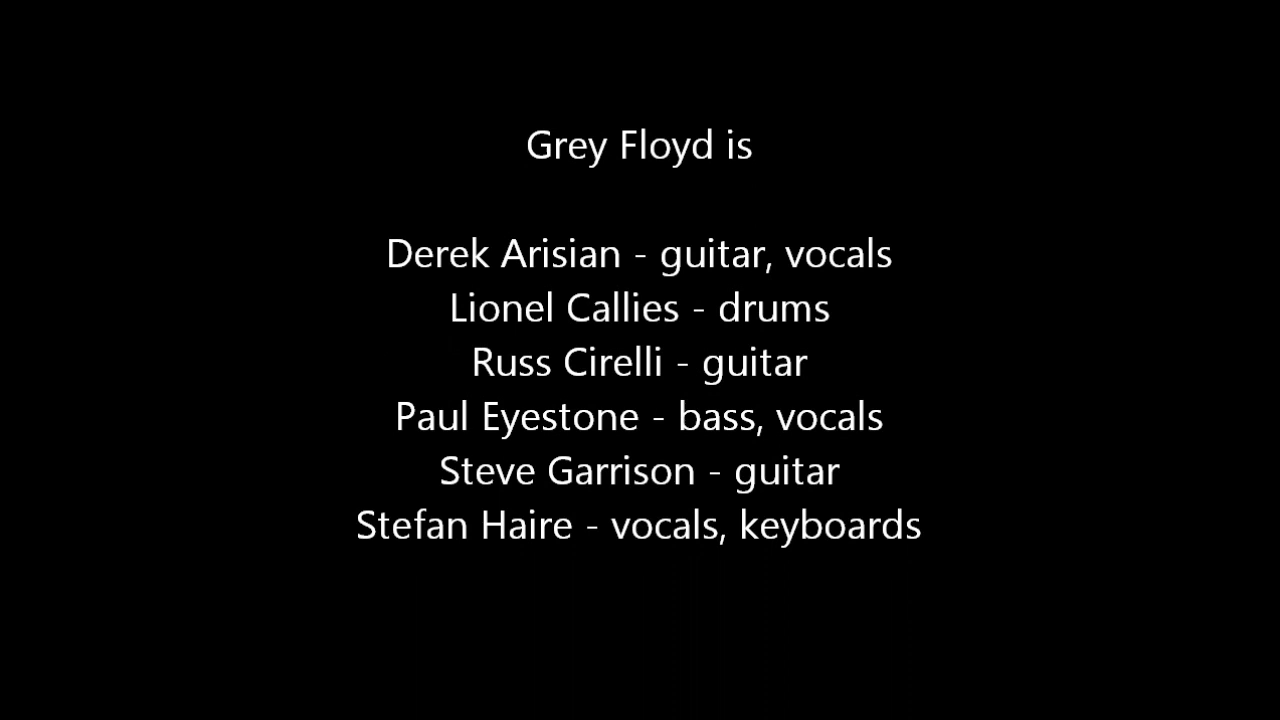 Grey Floyd is
Derek Arisian - guitar, vocals
Lionel Callies - drums
Russ Cirelli - guitar
Paul Eyestone - bass, vocals
Steve Garrison - guitar
Stefan Haire - vocals, keyboards